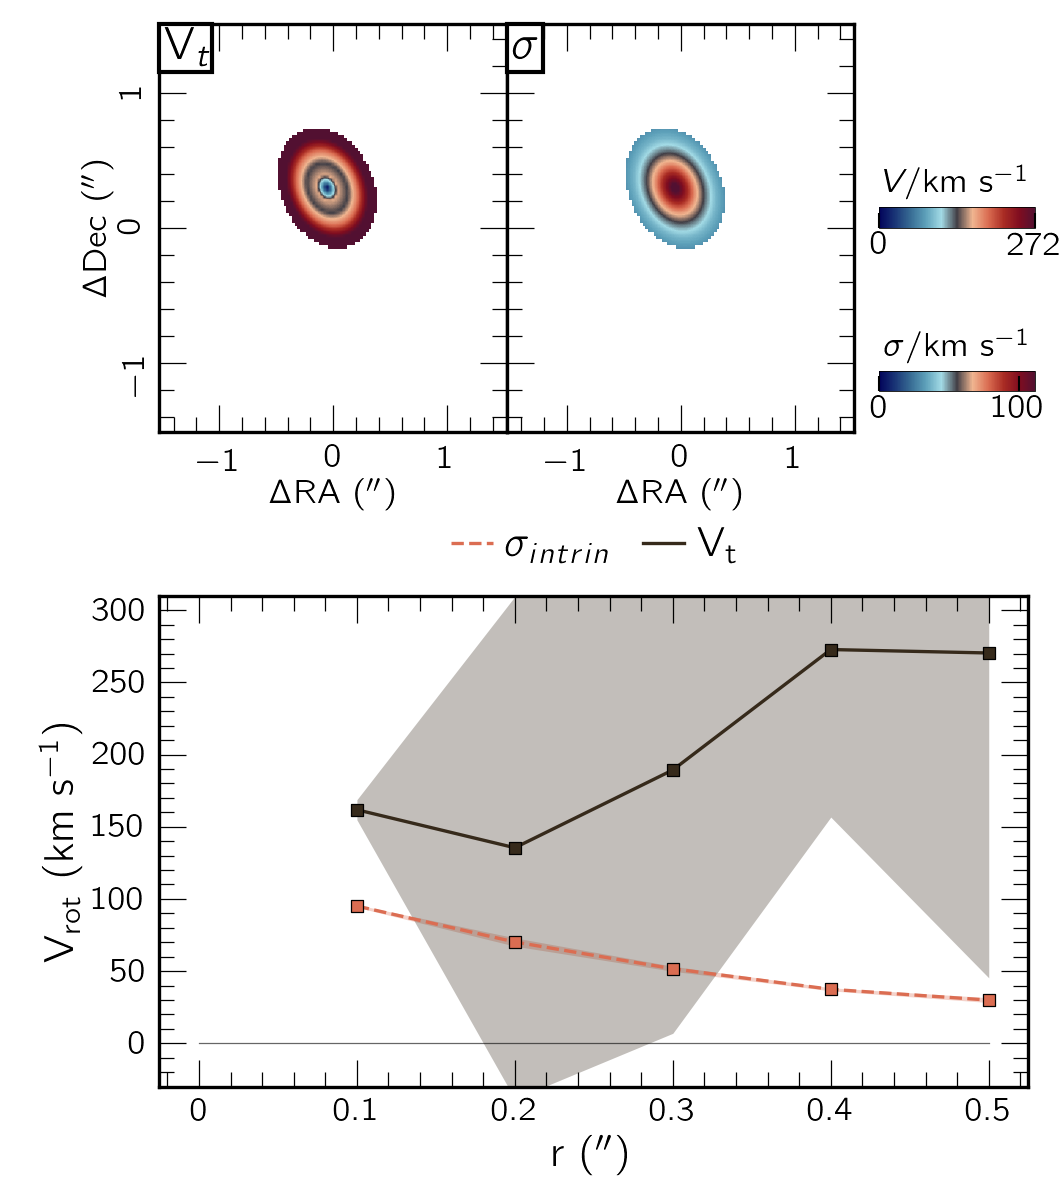 Vₜ σ
1
0
−1
ΔDec (″)
−1 0 1 −1 0 1
ΔRA (″) ΔRA (″)
V/km s⁻¹
0 272
σ/km s⁻¹
0 100
σ_intrin Vₜ
300
250
200
150
100
50
0
V_rot (km s⁻¹)
0 0.1 0.2 0.3 0.4 0.5
r (″)